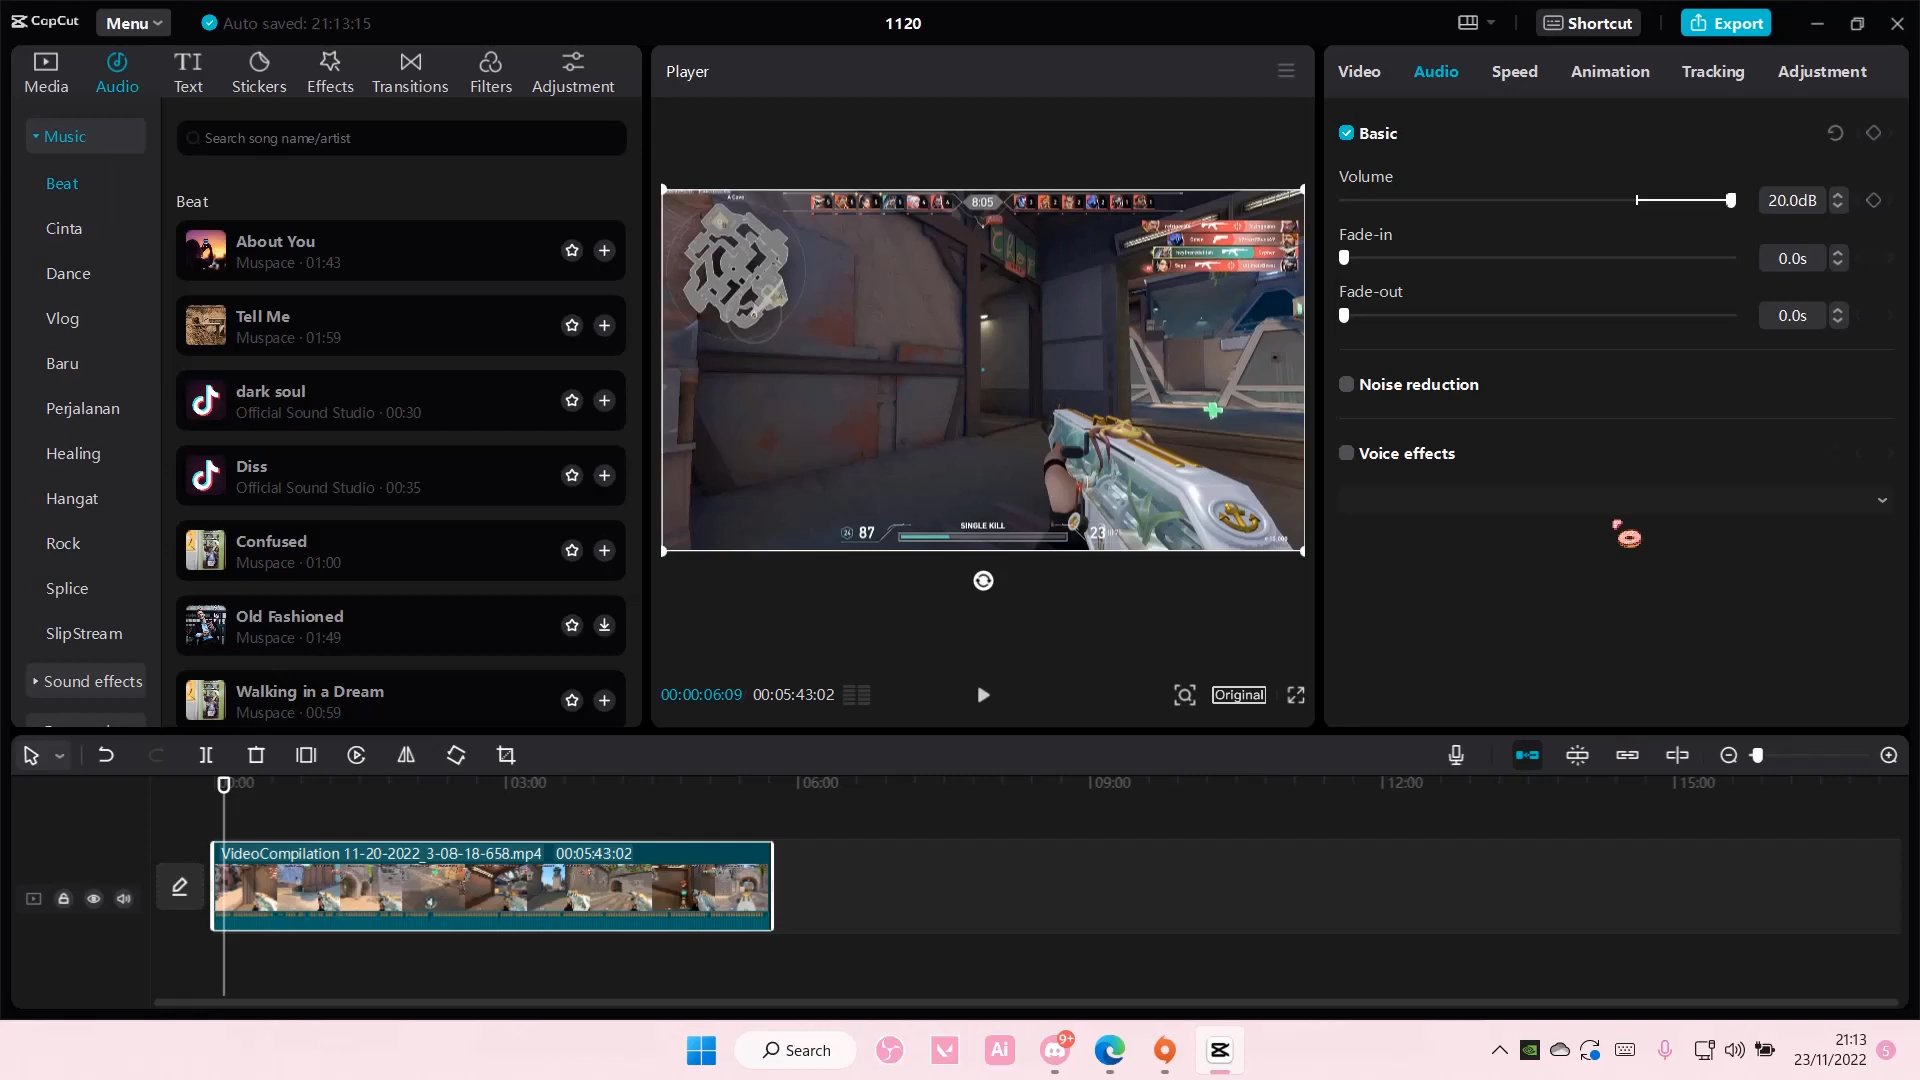 CapCut
Menu
Auto saved: 21:13:15
1120
Shortcut
Export
Media
Audio
Text
Stickers
Effects
Transitions
Filters
Adjustment
Player
Video
Audio
Speed
Animation
Tracking
Adjustment
Music
Beat
Cinta
Dance
Vlog
Baru
Perjalanan
Healing
Hangat
Rock
Splice
SlipStream
Sound effects
Search song name/artist
Beat
About You
Muspace · 01:43
Tell Me
Muspace · 01:59
dark soul
Official Sound Studio · 00:30
Diss
Official Sound Studio · 00:35
Confused
Muspace · 01:00
Old Fashioned
Muspace · 01:49
Walking in a Dream
Muspace · 00:59
8:05
SINGLE KILL
24
87
23
00:00:06:09
00:05:43:02
Original
Basic
Volume
20.0dB
Fade-in
0.0s
Fade-out
0.0s
Noise reduction
Voice effects
03:00
06:00
09:00
12:00
15:00
VideoCompilation 11-20-2022_3-08-18-658.mp4 00:05:43:02
Search
Ai
9+
21:13
23/11/2022
5